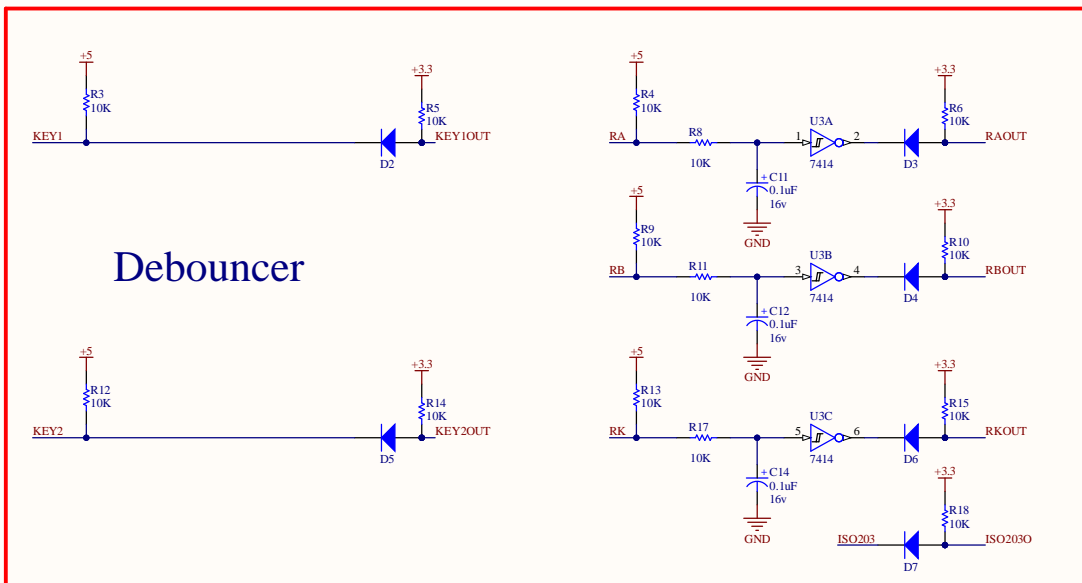 +5
R3
10K
KEY1
+3.3
R5
10K
KEY1OUT
D2
Debouncer
+5
R12
10K
KEY2
+3.3
R14
10K
KEY2OUT
D5
+5
R4
10K
RA
R8
10K
+ C11
0.1uF
16v
GND
U3A
1
2
7414
D3
+3.3
R6
10K
RAOUT
+5
R9
10K
RB
R11
10K
+ C12
0.1uF
16v
GND
U3B
3
4
7414
D4
+3.3
R10
10K
RBOUT
+5
R13
10K
RK
R17
10K
+ C14
0.1uF
16v
GND
U3C
5
6
7414
D6
+3.3
R15
10K
RKOUT
+3.3
R18
10K
ISO203
D7
ISO203O